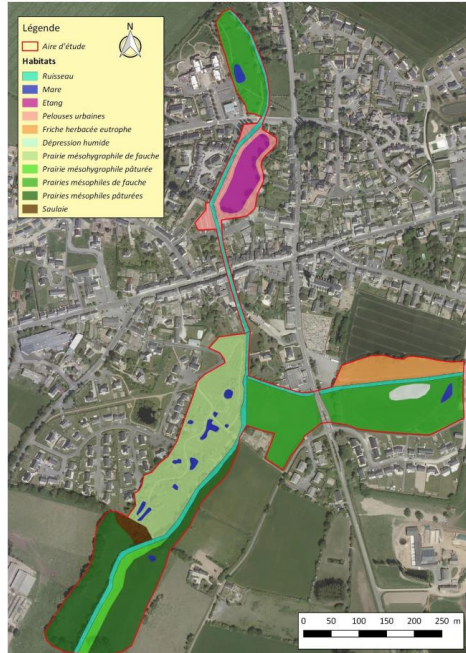 Légende
N
Aire d'étude
Habitats
Ruisseau
Mare
Etang
Pelouses urbaines
Friche herbacée eutrophe
Dépression humide
Prairie mésohygrophile de fauche
Prairie mésohygrophile pâturée
Prairies mésophiles de fauche
Prairies mésophiles pâturées
Saulaie
0 50 100 150 200 250 m